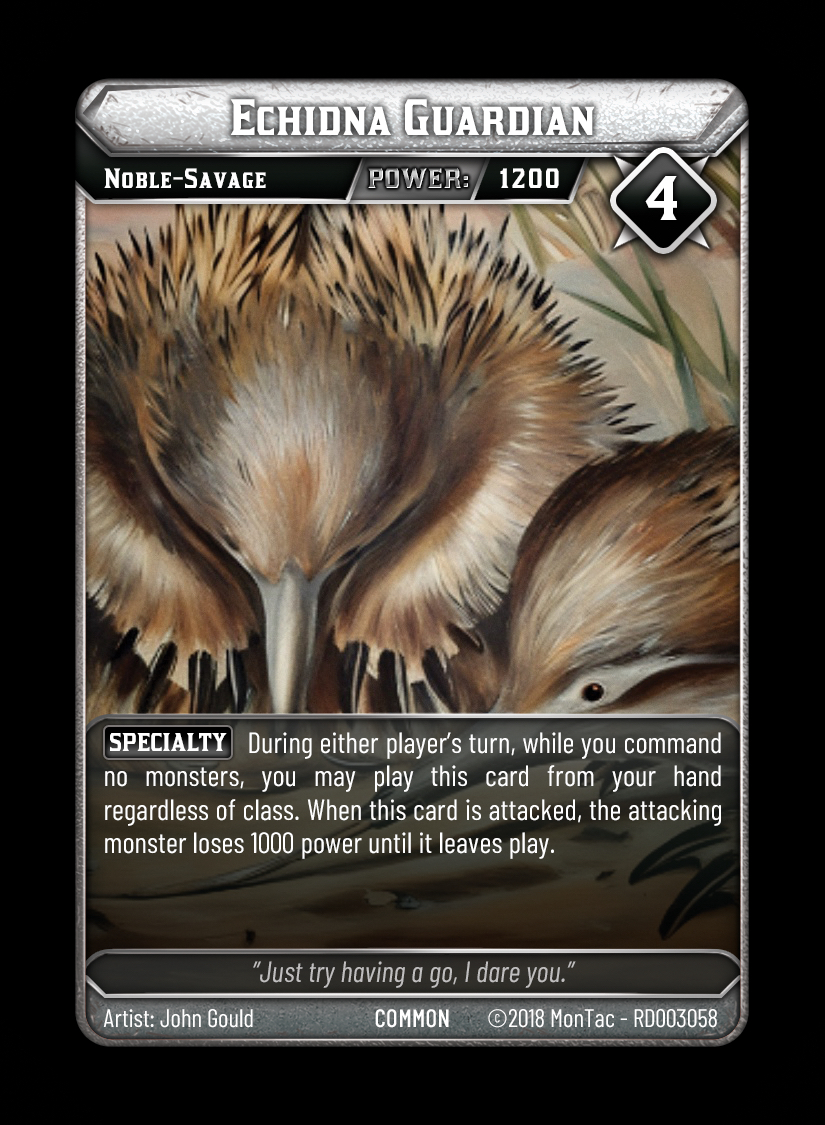 Echidna Guardian
Noble-Savage POWER: 1200
4
SPECIALTY During either player’s turn, while you command
no monsters, you may play this card from your hand
regardless of class. When this card is attacked, the attacking
monster loses 1000 power until it leaves play.
“Just try having a go, I dare you.”
Artist: John Gould COMMON ©2018 MonTac - RD003058